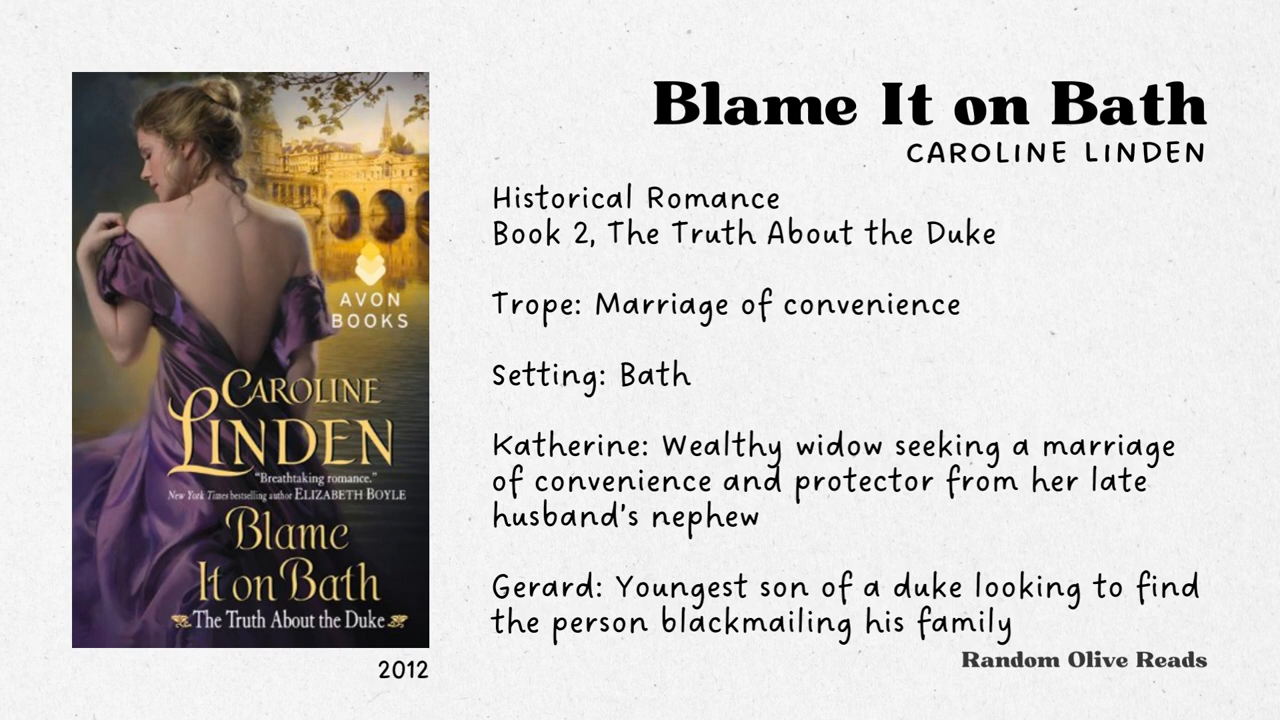 Blame It on Bath
CAROLINE LINDEN
Historical Romance
Book 2, The Truth About the Duke
Trope: Marriage of convenience
Setting: Bath
Katherine: Wealthy widow seeking a marriage
of convenience and protector from her late
husband's nephew
Gerard: Youngest son of a duke looking to find
the person blackmailing his family
Random Olive Reads
AVON
BOOKS
CAROLINE
LINDEN
"Breathtaking romance."
New York Times bestselling author ELIZABETH BOYLE
Blame
It on Bath
The Truth About the Duke
2012